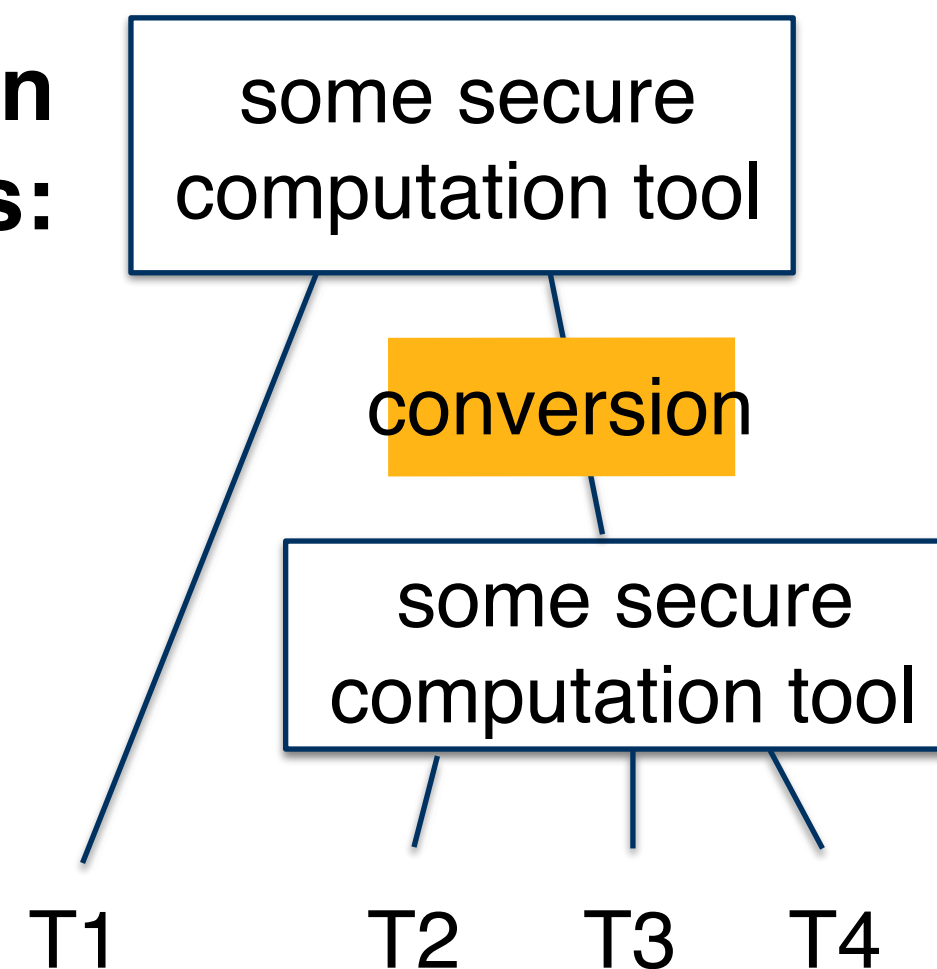 n
s:
some secure
computation tool
conversion
some secure
computation tool
T1 T2 T3 T4